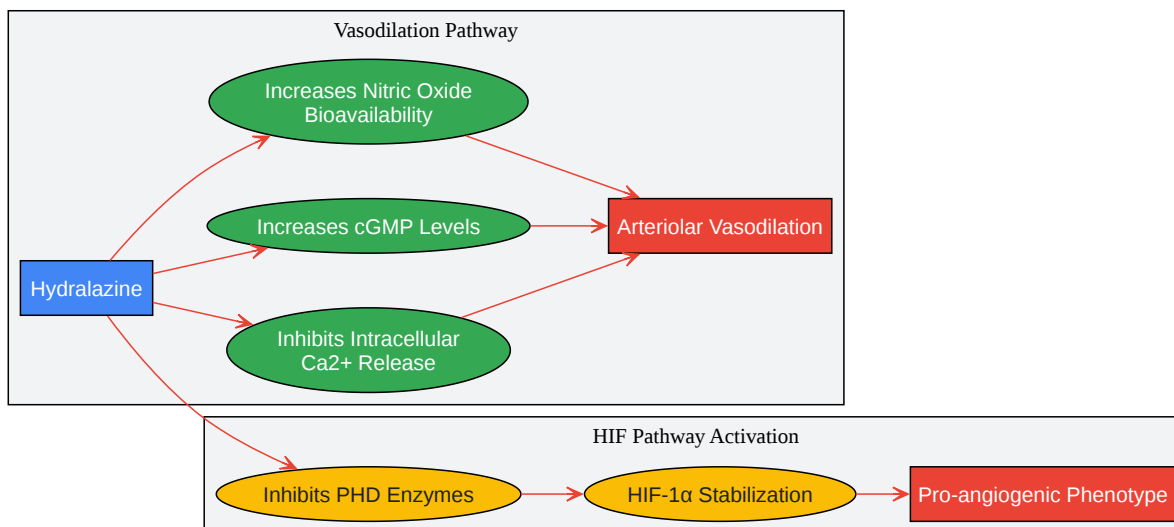 Vasodilation Pathway
Increases Nitric Oxide
Bioavailability
Increases cGMP Levels
Arteriolar Vasodilation
Hydralazine
Inhibits Intracellular
Ca2+ Release
HIF Pathway Activation
Inhibits PHD Enzymes
HIF-1α Stabilization
Pro-angiogenic Phenotype